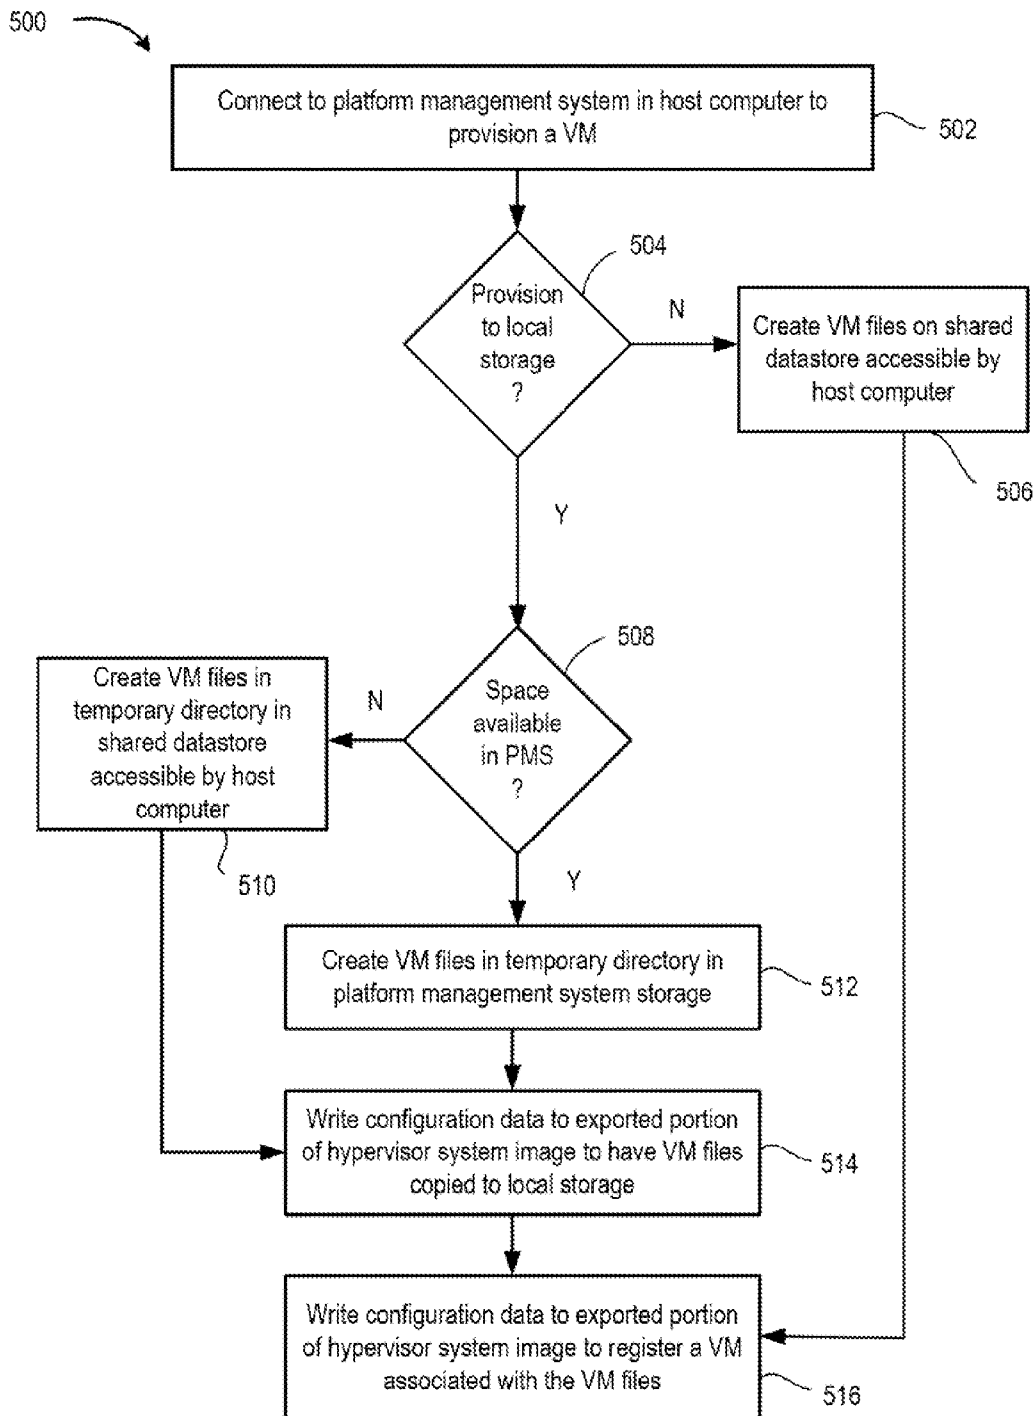 500
Connect to platform management system in host computer to
provision a VM
502
504
Provision
to local
storage
?
N
Create VM files on shared
datastore accessible by
host computer
506
Y
508
Space
available
in PMS
?
N
Create VM files in
temporary directory in
shared datastore
accessible by host
computer
510
Y
Create VM files in temporary directory in
platform management system storage
512
Write configuration data to exported portion
of hypervisor system image to have VM files
copied to local storage
514
Write configuration data to exported portion
of hypervisor system image to register a VM
associated with the VM files
516